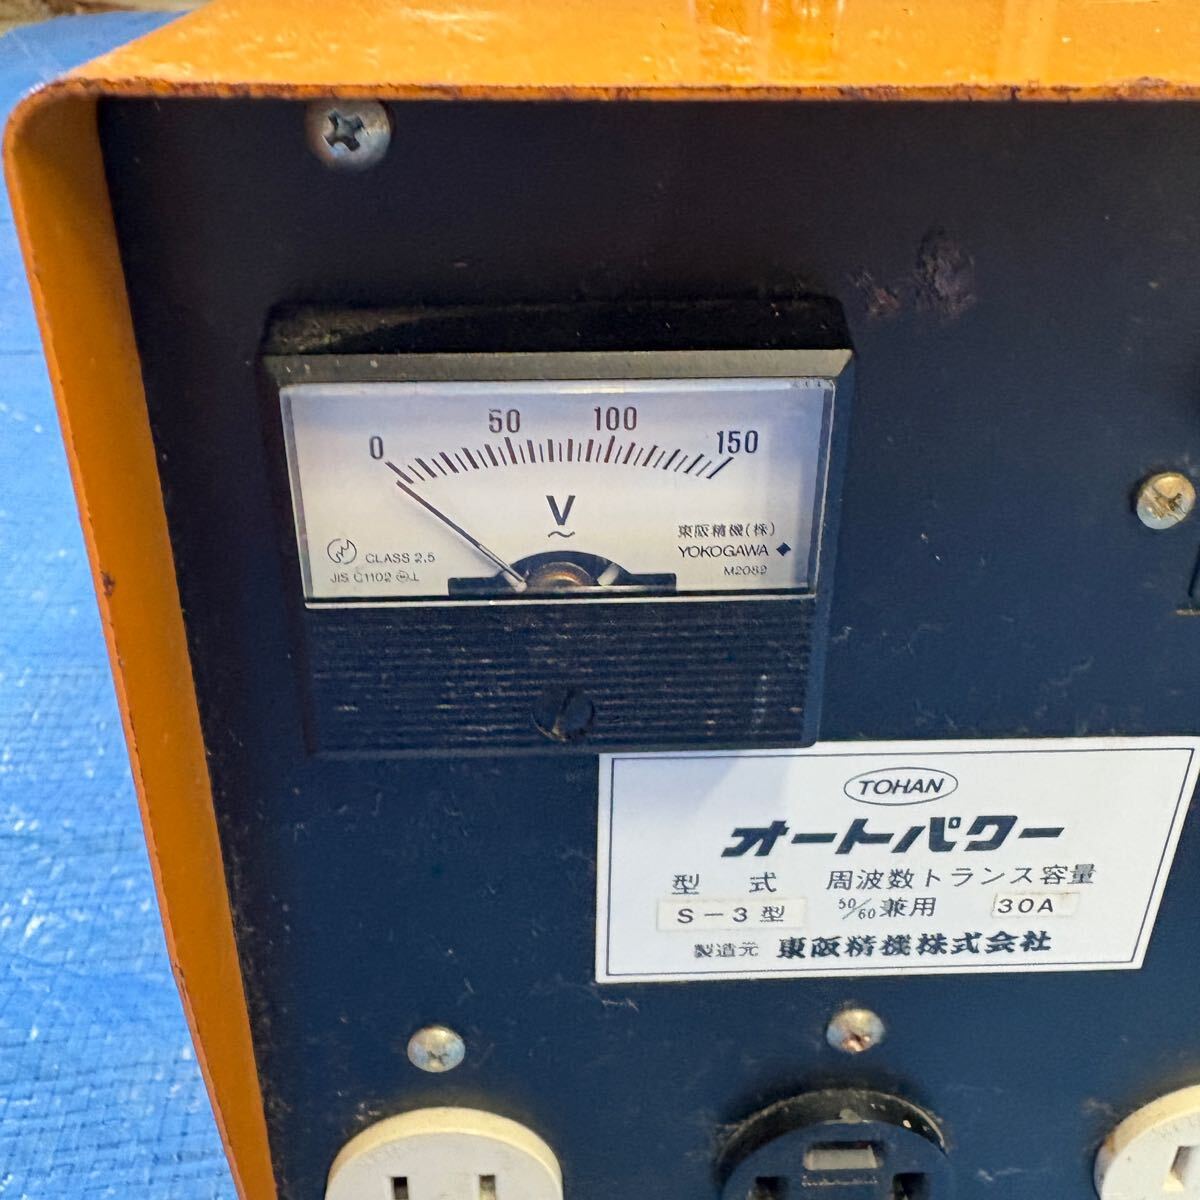 0 50 100 150
V
東阪精機(株)
YOKOGAWA
M2089
CLASS 2.5
JIS C1102
TOHAN
オートパワー
型式 周波数トランス容量
S-3型 50/60兼用 30A
製造元 東阪精機株式会社